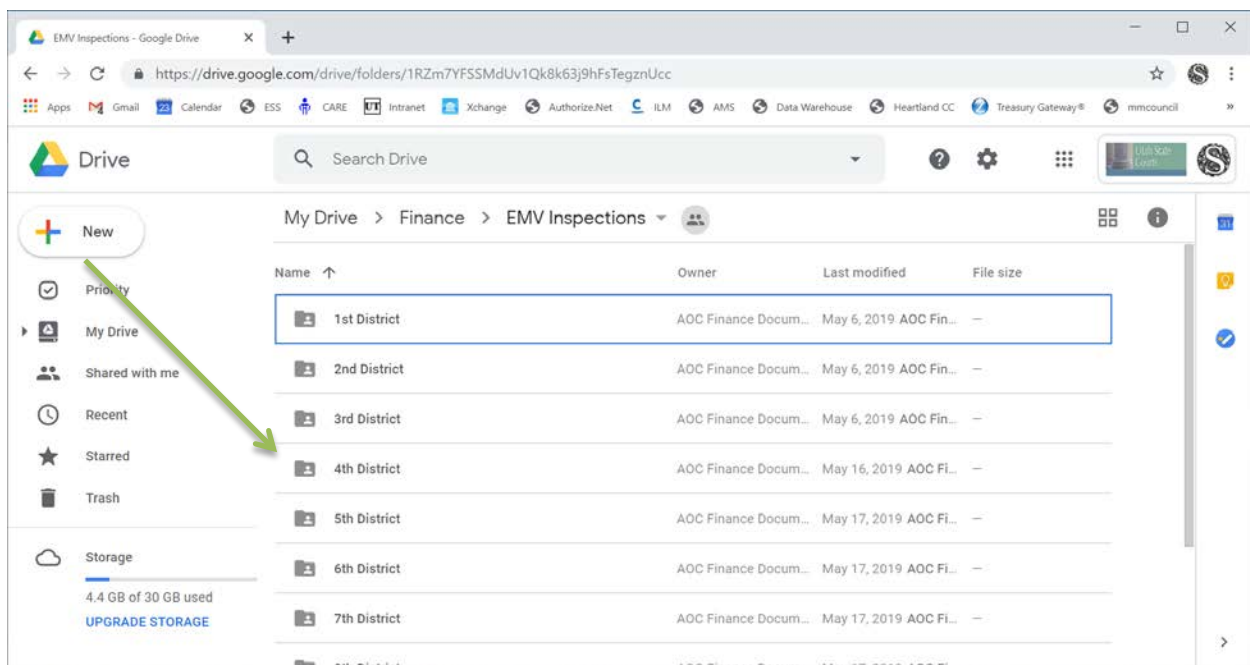 EMV Inspections - Google Drive
https://drive.google.com/drive/folders/1RZm7YFSSMdUv1Qk8k63j9hFsTegznUcc
Apps Gmail 23 Calendar ESS CARE UT Intranet Xchange Authorize.Net C ILM AMS Data Warehouse Heartland CC Treasury Gateway® mmcouncil »
Drive Search Drive
New My Drive > Finance > EMV Inspections
Name Owner Last modified File size
Priority
My Drive
Shared with me
Recent
Starred
Trash
Storage
4.4 GB of 30 GB used
UPGRADE STORAGE
1st District AOC Finance Docum... May 6, 2019 AOC Fin... —
2nd District AOC Finance Docum... May 6, 2019 AOC Fin... —
3rd District AOC Finance Docum... May 6, 2019 AOC Fin... —
4th District AOC Finance Docum... May 16, 2019 AOC Fi... —
5th District AOC Finance Docum... May 17, 2019 AOC Fi... —
6th District AOC Finance Docum... May 17, 2019 AOC Fi... —
7th District AOC Finance Docum... May 17, 2019 AOC Fi... —
31